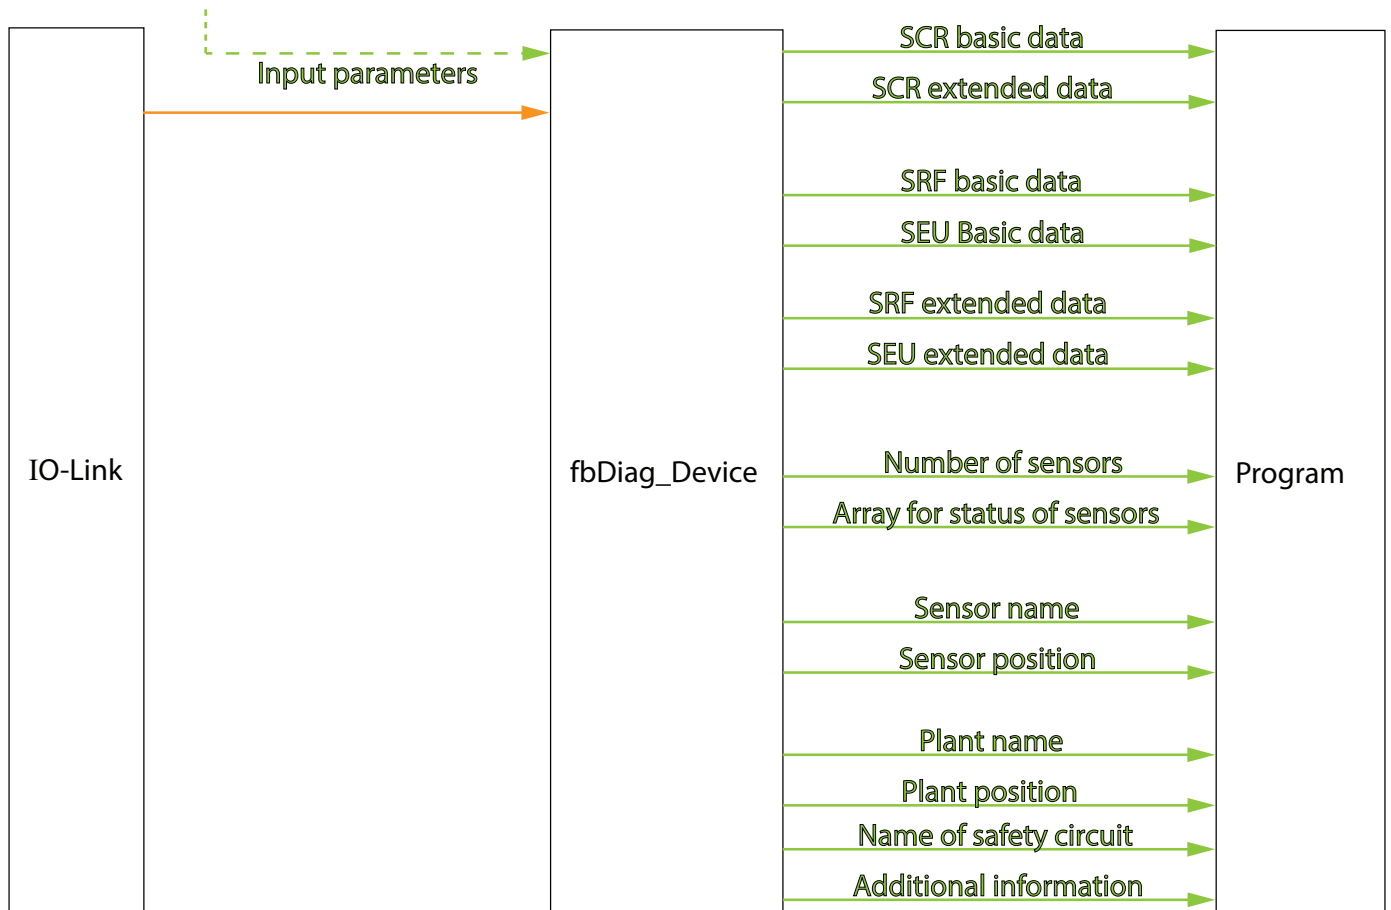 SCR basic data
Input parameters
SCR extended data
SRF basic data
SEU Basic data
SRF extended data
SEU extended data
IO-Link
fbDiag_Device
Number of sensors
Program
Array for status of sensors
Sensor name
Sensor position
Plant name
Plant position
Name of safety circuit
Additional information